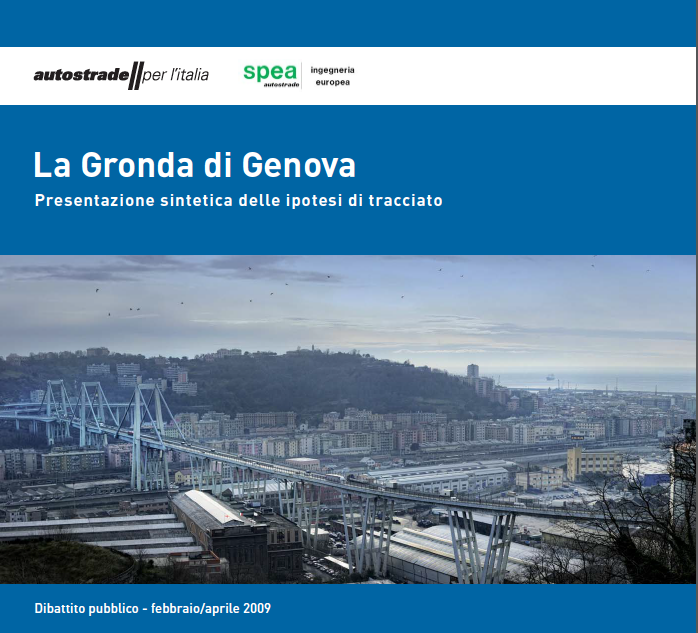 autostrade//per l'italia
spea
autostrade
ingegneria
europea
La Gronda di Genova
Presentazione sintetica delle ipotesi di tracciato
Dibattito pubblico - febbraio/aprile 2009